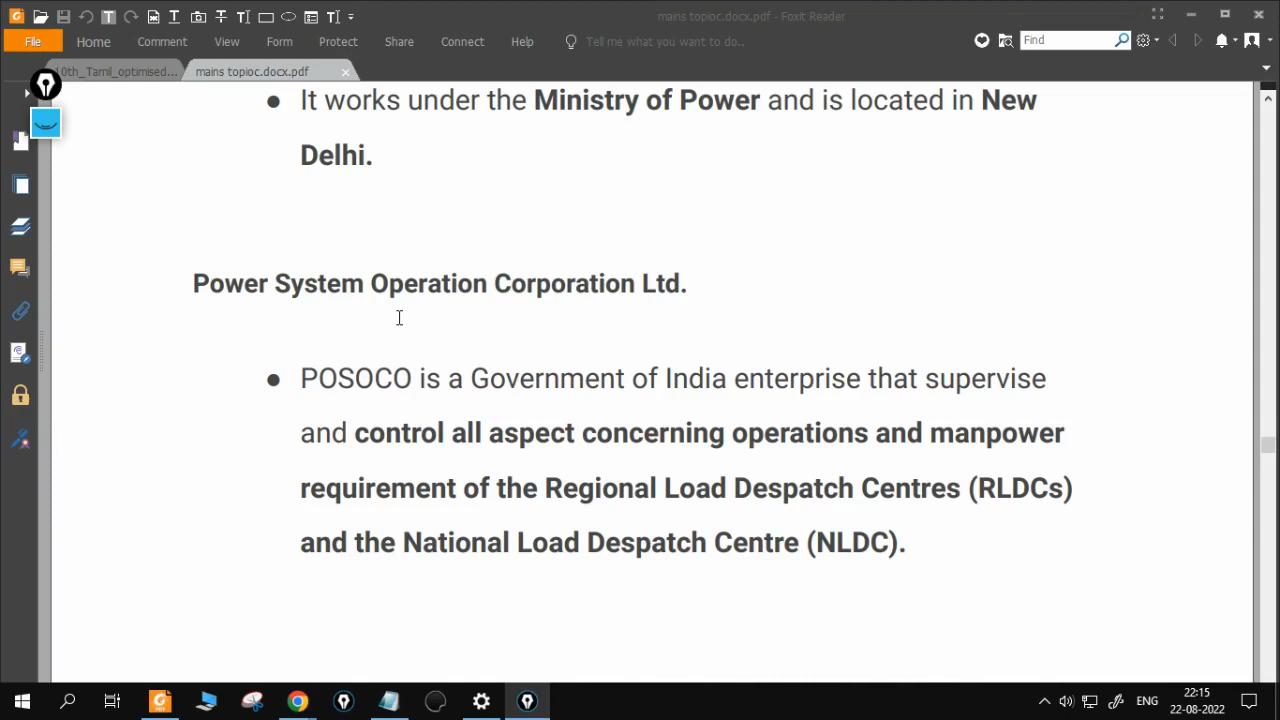 mains topioc.docx.pdf - Foxit Reader
File Home Comment View Form Protect Share Connect Help Tell me what you want to do.. Find
10th_Tamil_optimised... mains topioc.docx.pdf
● It works under the Ministry of Power and is located in New
Delhi.
Power System Operation Corporation Ltd.
● POSOCO is a Government of India enterprise that supervise
and control all aspect concerning operations and manpower
requirement of the Regional Load Despatch Centres (RLDCs)
and the National Load Despatch Centre (NLDC).
ENG
22:15
22-08-2022